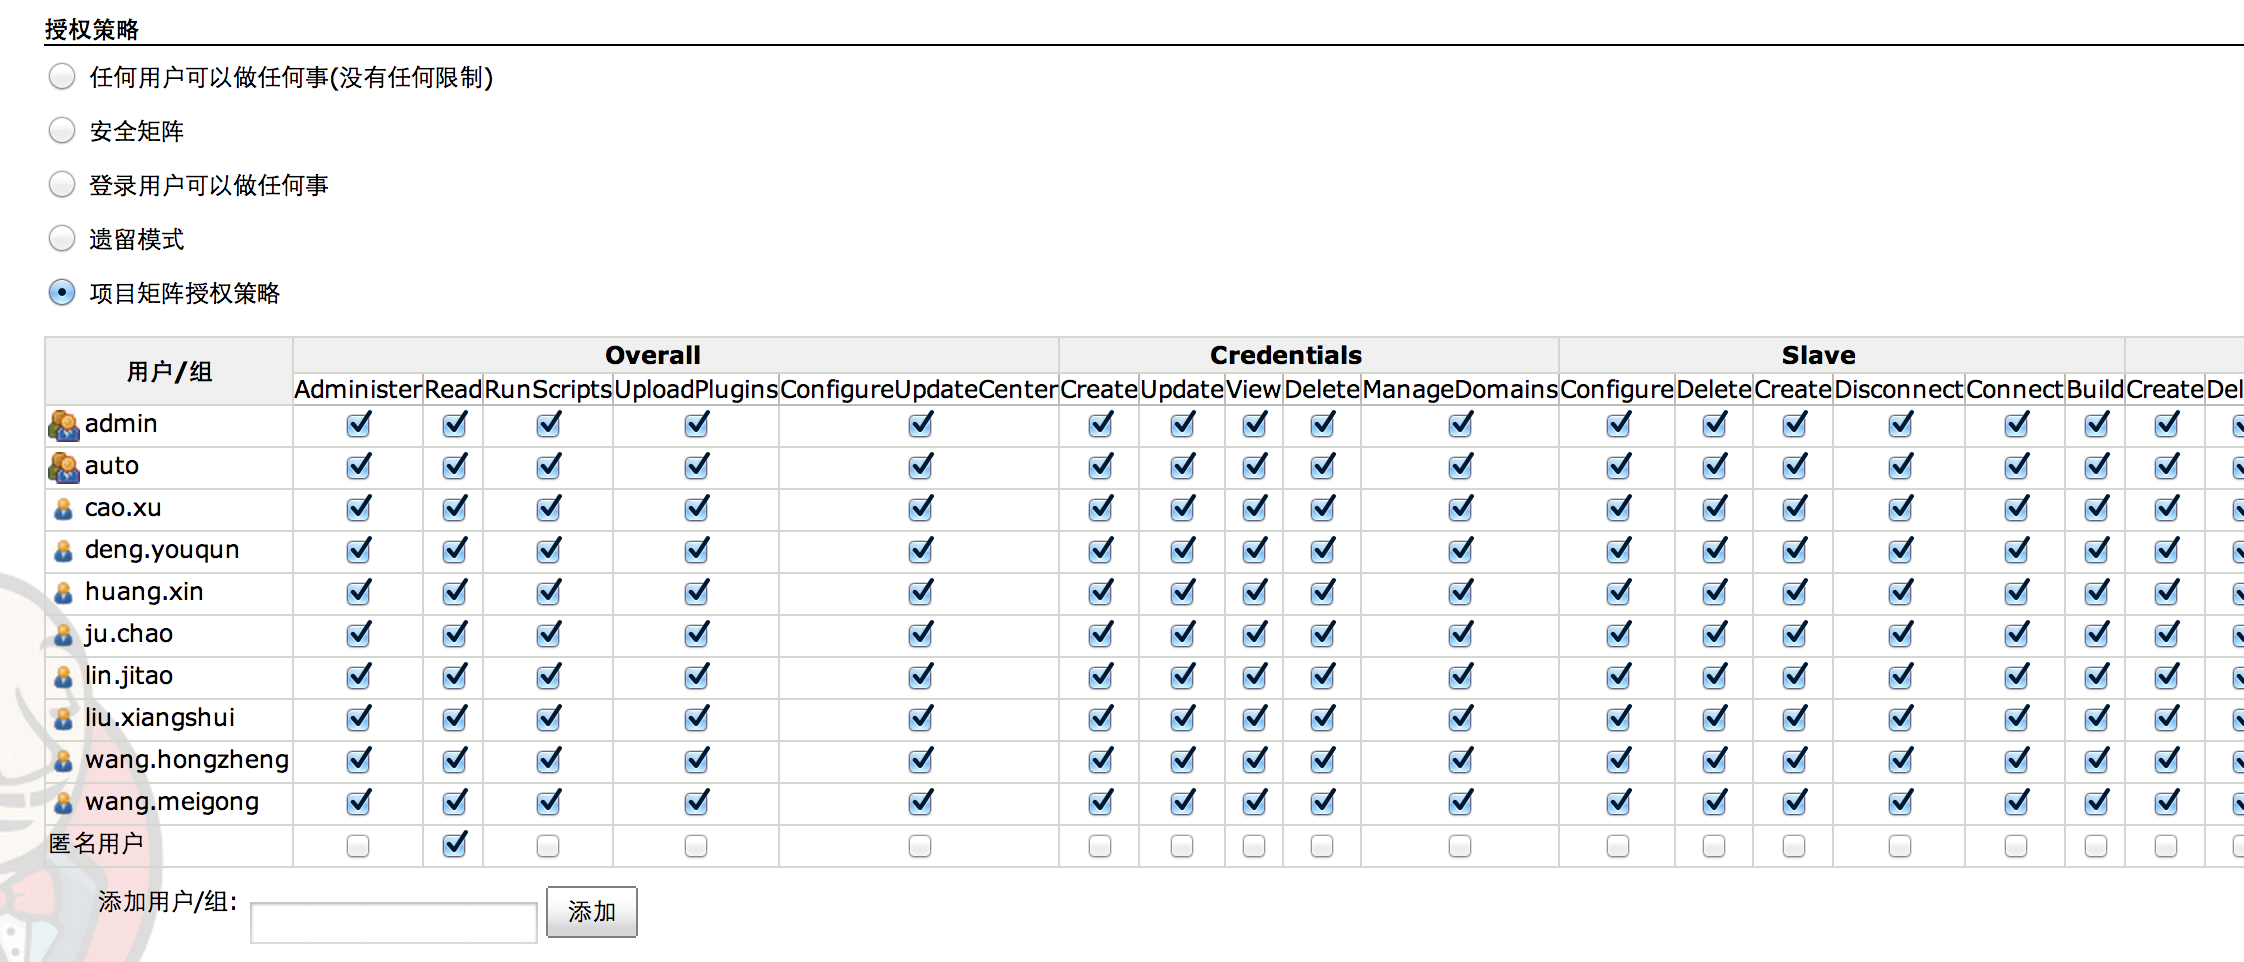 授权策略
任何用户可以做任何事(没有任何限制)
安全矩阵
登录用户可以做任何事
遗留模式
项目矩阵授权策略
用户/组 Overall Credentials Slave
Administer Read RunScripts UploadPlugins ConfigureUpdateCenter Create Update View Delete ManageDomains Configure Delete Create Disconnect Connect Build Create Del
admin
auto
cao.xu
deng.youqun
huang.xin
ju.chao
lin.jitao
liu.xiangshui
wang.hongzheng
wang.meigong
匿名用户
添加用户/组: 添加